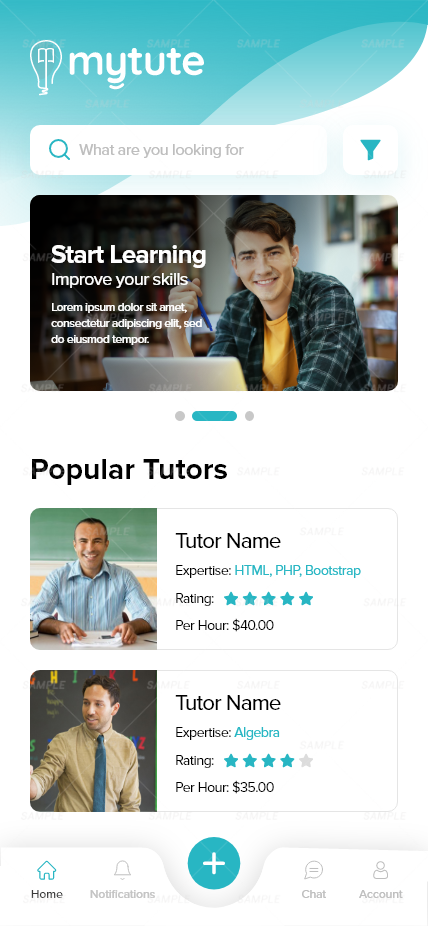 mytute
What are you looking for
Start Learning
Improve your skills
Lorem ipsum dolor sit amet,
consectetur adipiscing elit, sed
do eiusmod tempor.
Popular Tutors
Tutor Name
Expertise: HTML, PHP, Bootstrap
Rating:
Per Hour: $40.00
Tutor Name
Expertise: Algebra
Rating:
Per Hour: $35.00
Home
Notifications
Chat
Account
SAMPLE